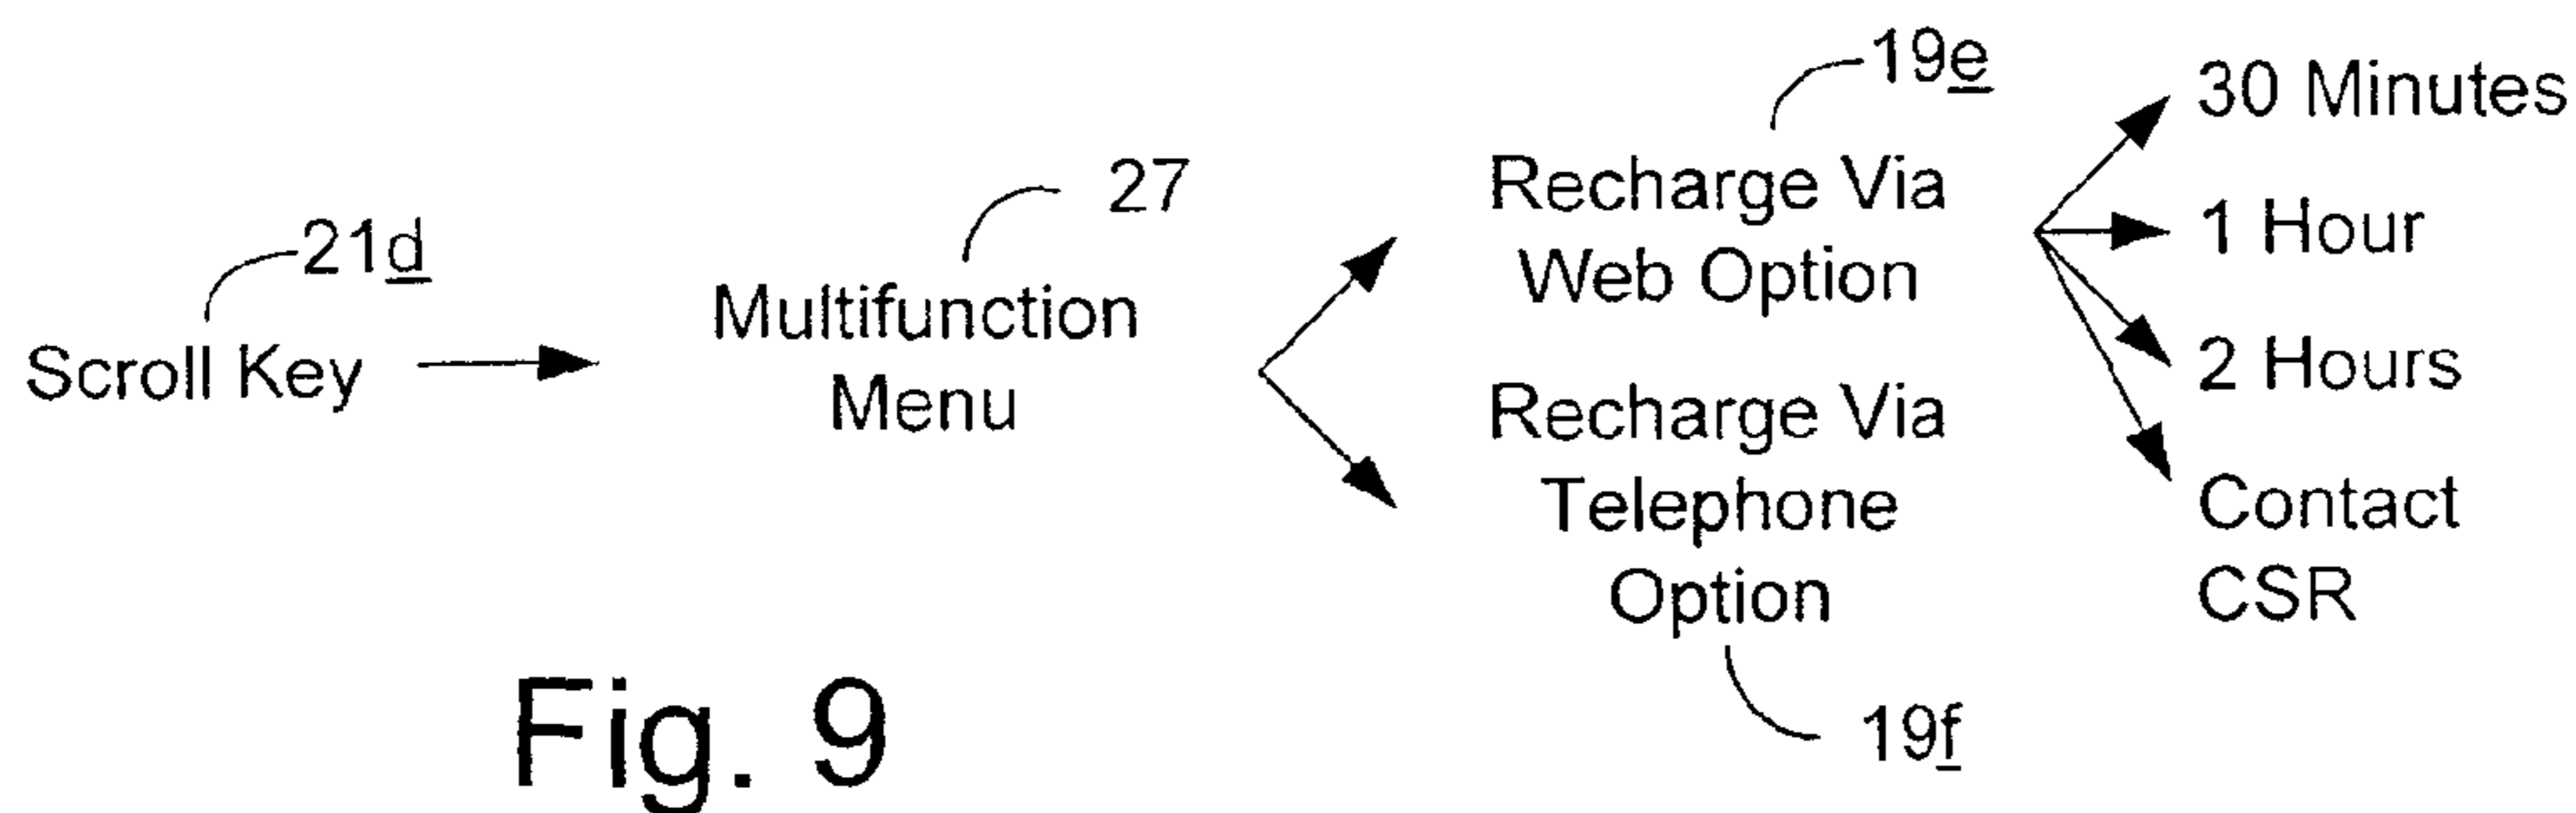 21d
Scroll Key
27
Multifunction
Menu
19e
Recharge Via
Web Option
Recharge Via
Telephone
Option
19f
30 Minutes
1 Hour
2 Hours
Contact
CSR
Fig. 9